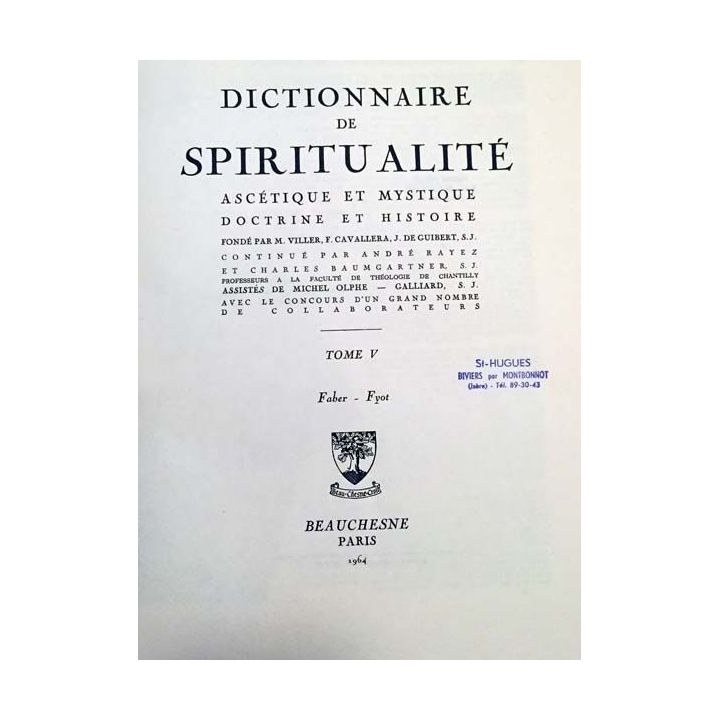 DICTIONNAIRE
DE
SPIRITUALITÉ
ASCÉTIQUE ET MYSTIQUE
DOCTRINE ET HISTOIRE
FONDÉ PAR M. VILLER, F. CAVALLERA, J. DE GUIBERT, S.J.
CONTINUÉ PAR ANDRÉ RAYEZ
ET CHARLES BAUMGARTNER, S. J.
PROFESSEURS A LA FACULTÉ DE THÉOLOGIE DE CHANTILLY
ASSISTÉS DE MICHEL OLPHE — GALLIARD, S. J.
AVEC LE CONCOURS D'UN GRAND NOMBRE
DE COLLABORATEURS
TOME V
St-HUGUES
BIVIERS par MONTBONNOT
(Isère) - Tél. 89-30-43
Faber - Fyot
Beau-Chesne-Croit
BEAUCHESNE
PARIS
1964